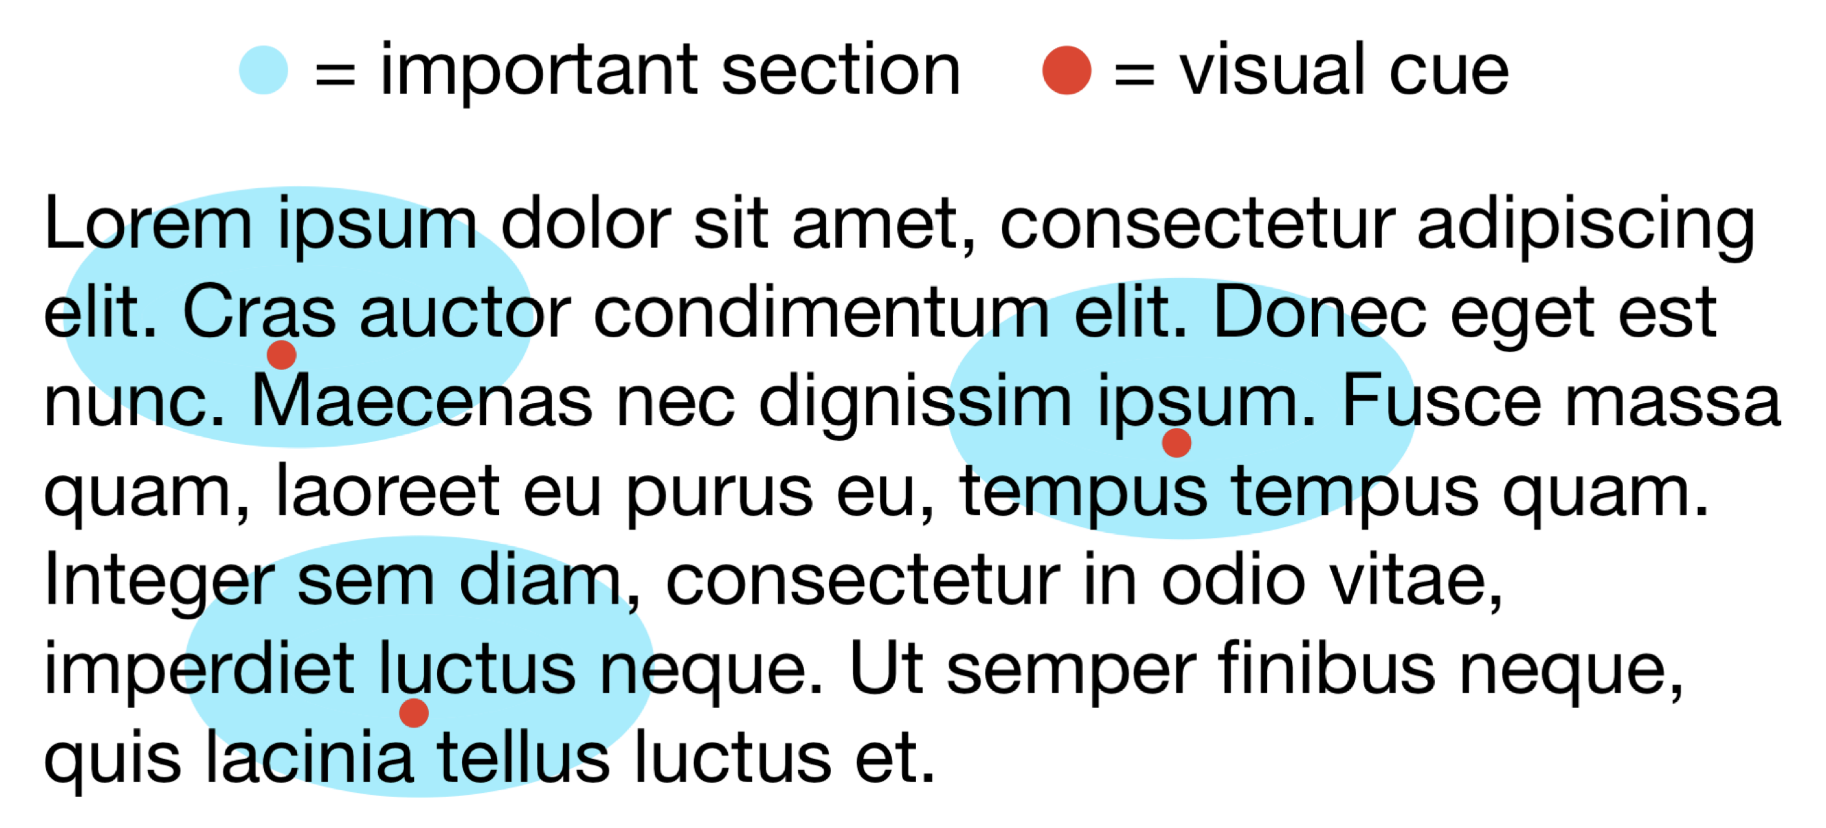 = important section = visual cue
Lorem ipsum dolor sit amet, consectetur adipiscing
elit. Cras auctor condimentum elit. Donec eget est
nunc. Maecenas nec dignissim ipsum. Fusce massa
quam, laoreet eu purus eu, tempus tempus quam.
Integer sem diam, consectetur in odio vitae,
imperdiet luctus neque. Ut semper finibus neque,
quis lacinia tellus luctus et.